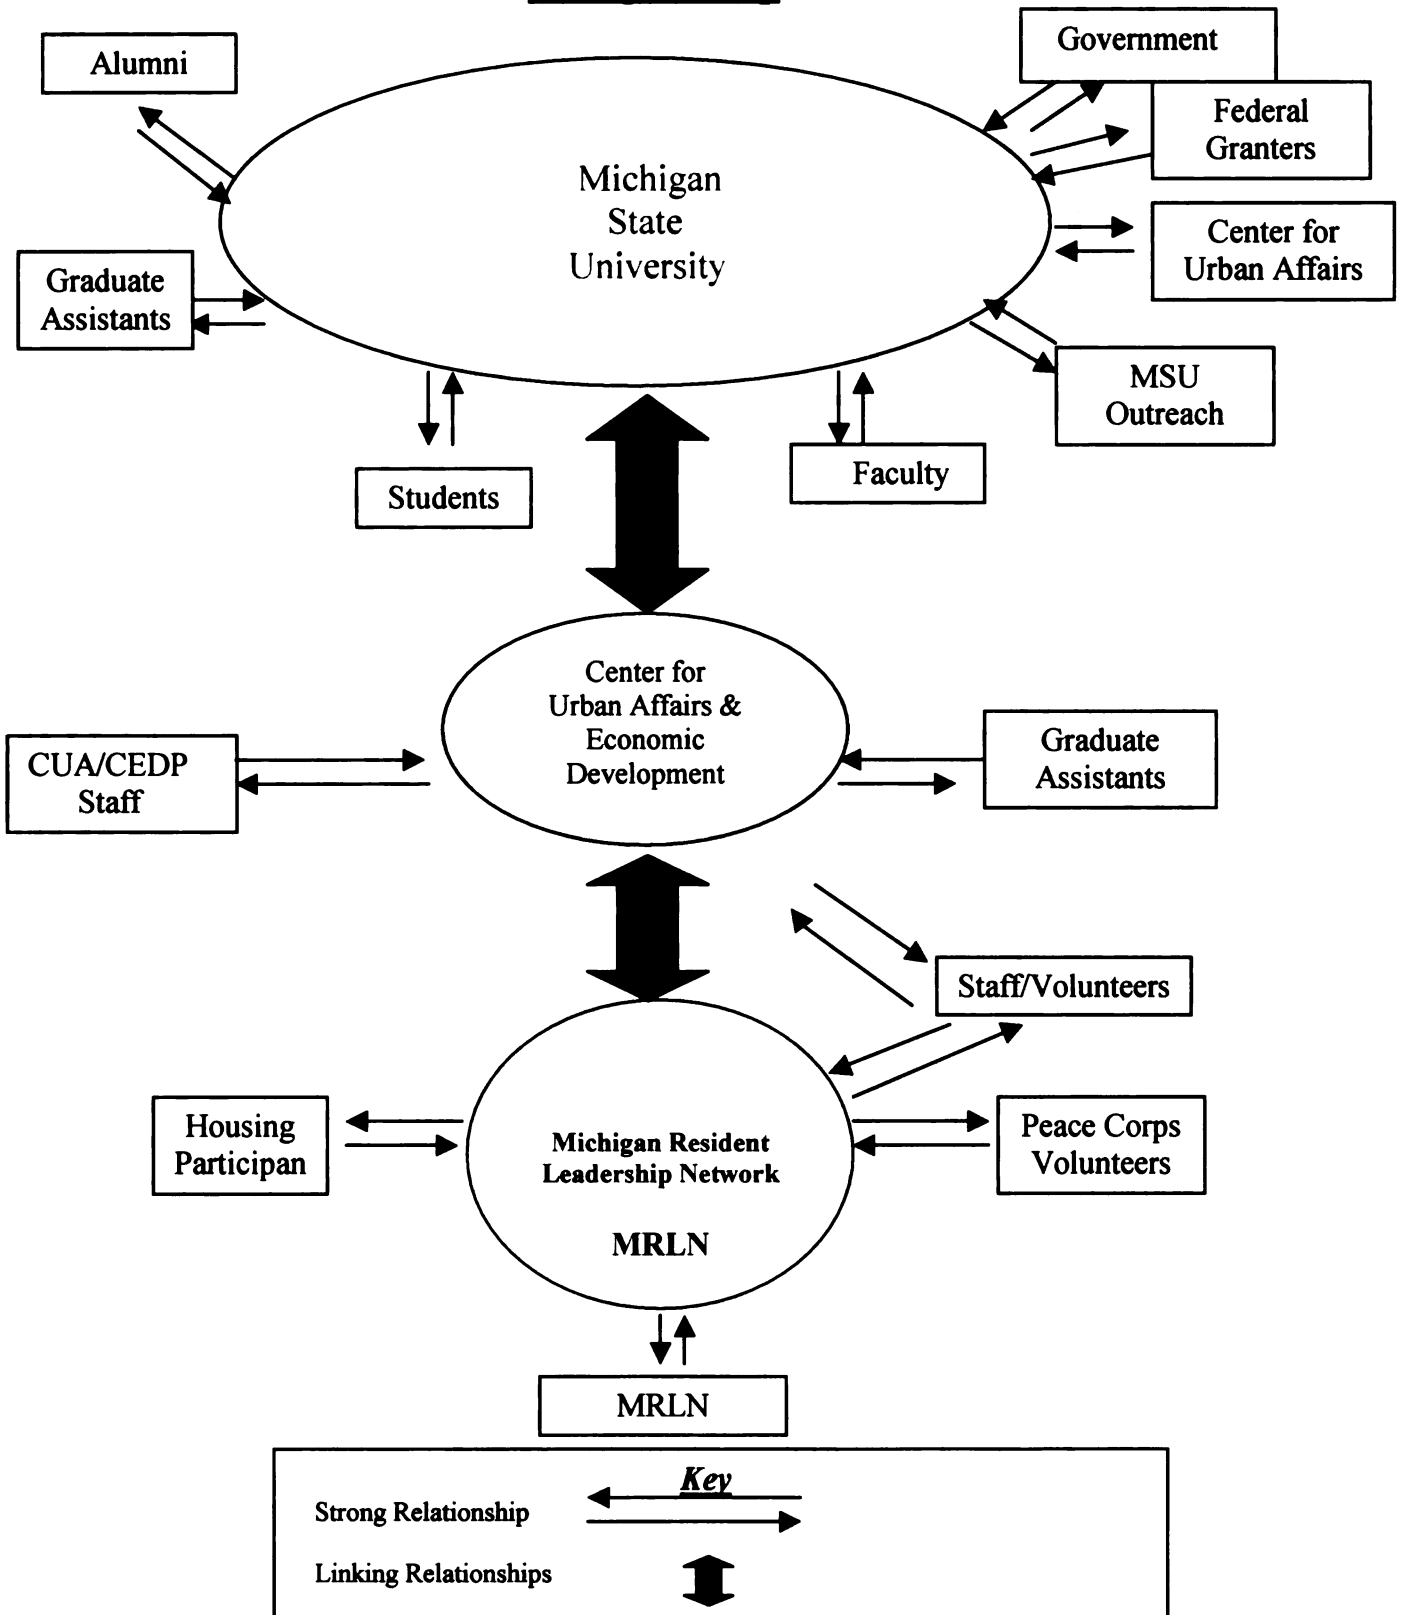 Government
Alumni
Federal
Granters
Michigan
State
University
Center for
Urban Affairs
Graduate
Assistants
MSU
Outreach
Faculty
Students
Center for
Urban Affairs &
Economic
Development
CUA/CEDP
Staff
Graduate
Assistants
Staff/Volunteers
Housing
Participan
Michigan Resident
Leadership Network
MRLN
Peace Corps
Volunteers
MRLN
Key
Strong Relationship
Linking Relationships